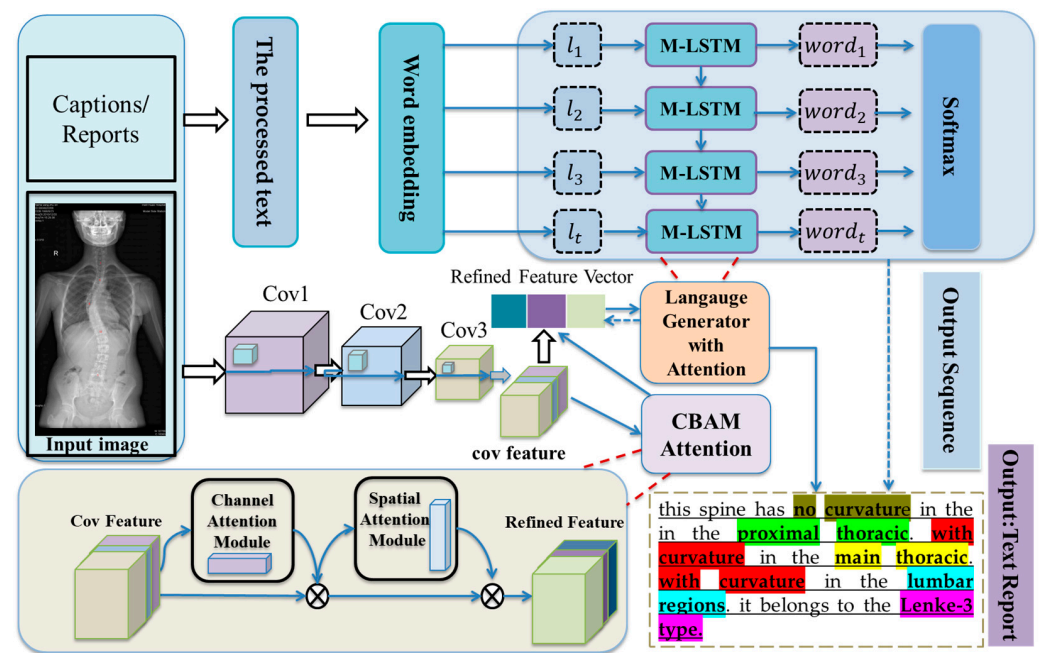 Captions/
Reports
The processed text
Word embedding
l1
M-LSTM
word1
l2
M-LSTM
word2
l3
M-LSTM
word3
lt
M-LSTM
wordt
Softmax
R
Input image
Cov1
Cov2
Cov3
Refined Feature Vector
cov feature
Langauge
Generator
with
Attention
CBAM
Attention
Output Sequence
Cov Feature
Channel
Attention
Module
Spatial
Attention
Module
Refined Feature
this spine has no curvature in the
in the proximal thoracic. with
curvature in the main thoracic.
with curvature in the lumbar
regions. it belongs to the Lenke-3
type.
Output: Text Report